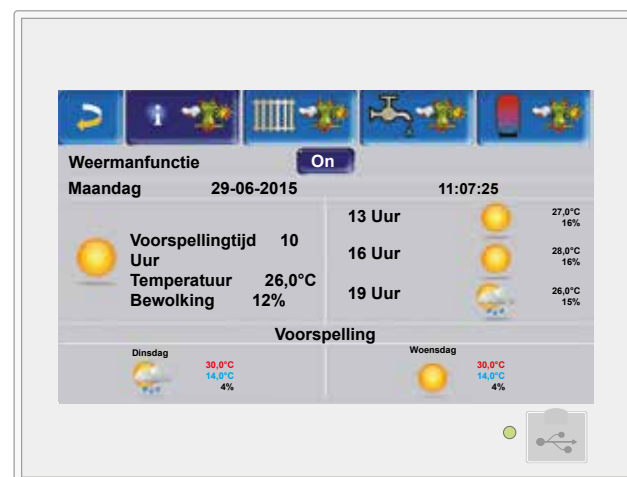 i
Weermanfunctie On
Maandag 29-06-2015 11:07:25
Voorspellingtijd 10
Uur
Temperatuur 26,0°C
Bewolking 12%
13 Uur 27,0°C
16%
16 Uur 28,0°C
16%
19 Uur 26,0°C
15%
Voorspelling
Dinsdag
30,0°C
14,0°C
4%
Woensdag
30,0°C
14,0°C
4%